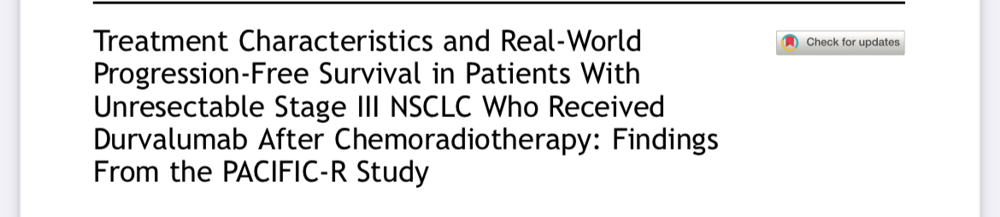 Treatment Characteristics and Real-World
Progression-Free Survival in Patients With
Unresectable Stage III NSCLC Who Received
Durvalumab After Chemoradiotherapy: Findings
From the PACIFIC-R Study
Check for updates